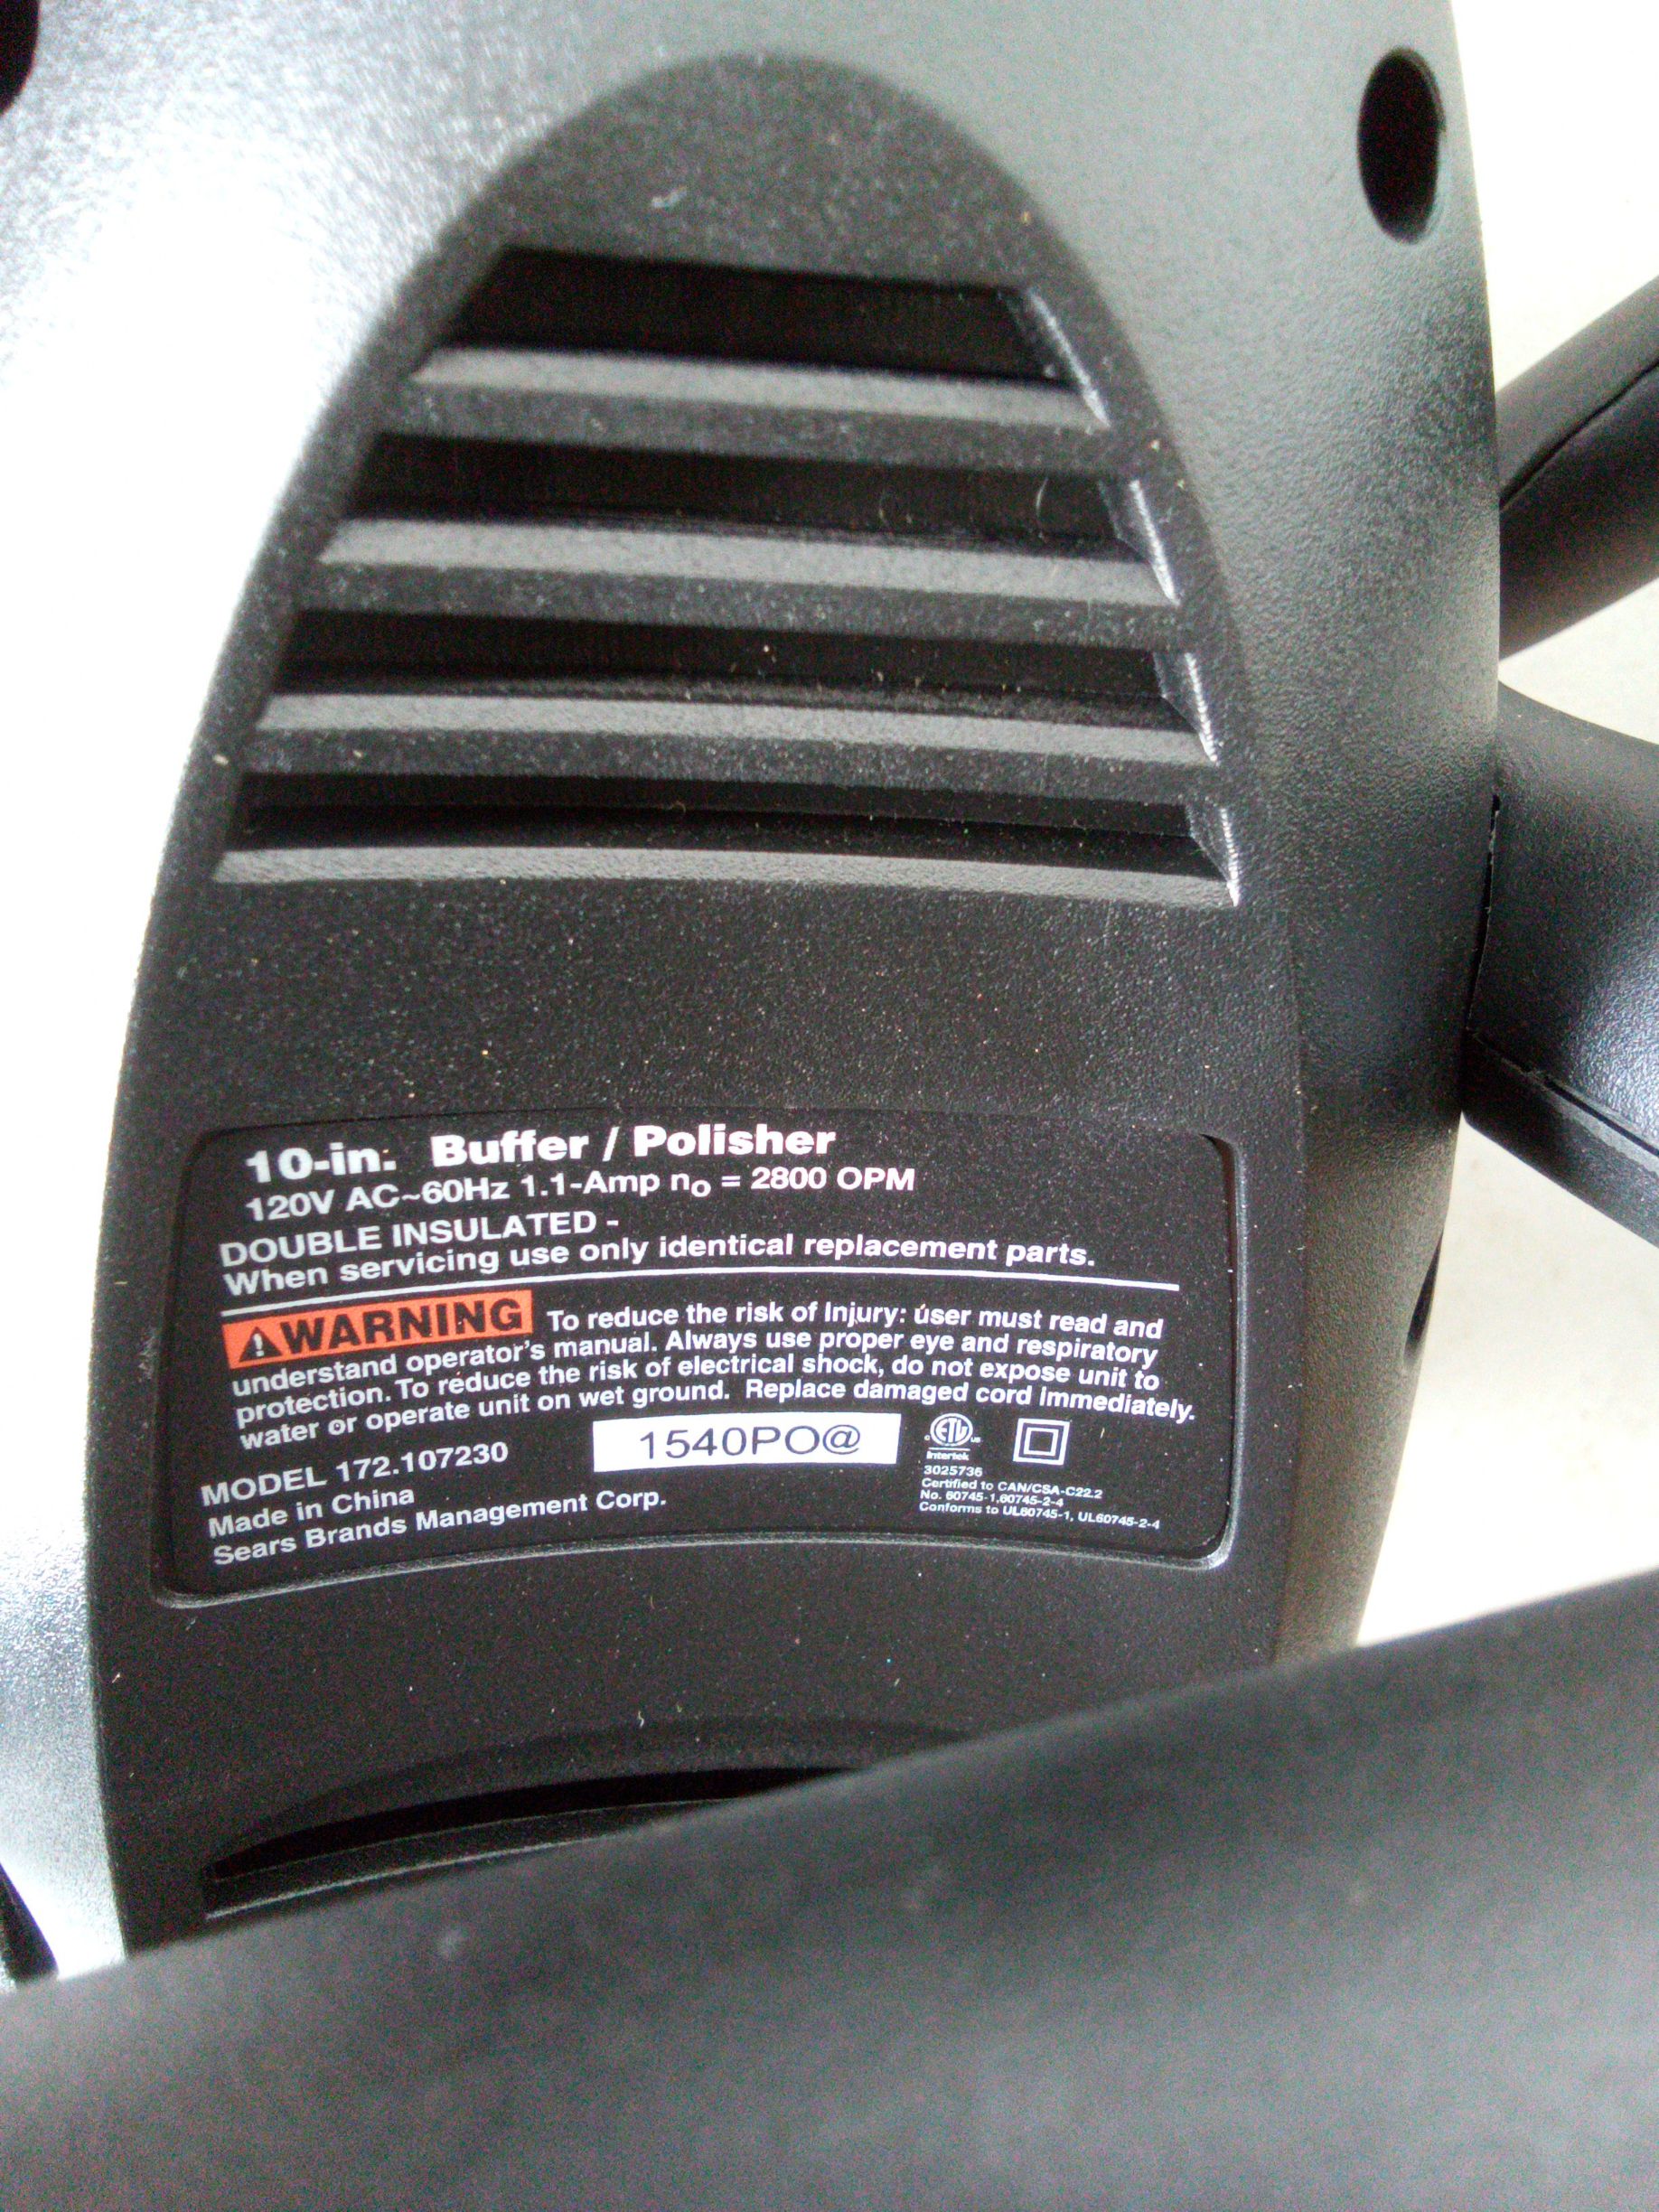 10-in. Buffer / Polisher
120V AC~60Hz 1.1-Amp no = 2800 OPM
DOUBLE INSULATED -
When servicing use only identical replacement parts.
WARNING To reduce the risk of Injury: user must read and
understand operator's manual. Always use proper eye and respiratory
protection. To reduce the risk of electrical shock, do not expose unit to
water or operate unit on wet ground. Replace damaged cord immediately.
MODEL 172.107230
Made in China
Sears Brands Management Corp.
1540PO@
C ETL US
Intertek
3025736
Certified to CAN/CSA-C22.2
No. 60745-1,60745-2-4
Conforms to UL60745-1, UL60745-2-4